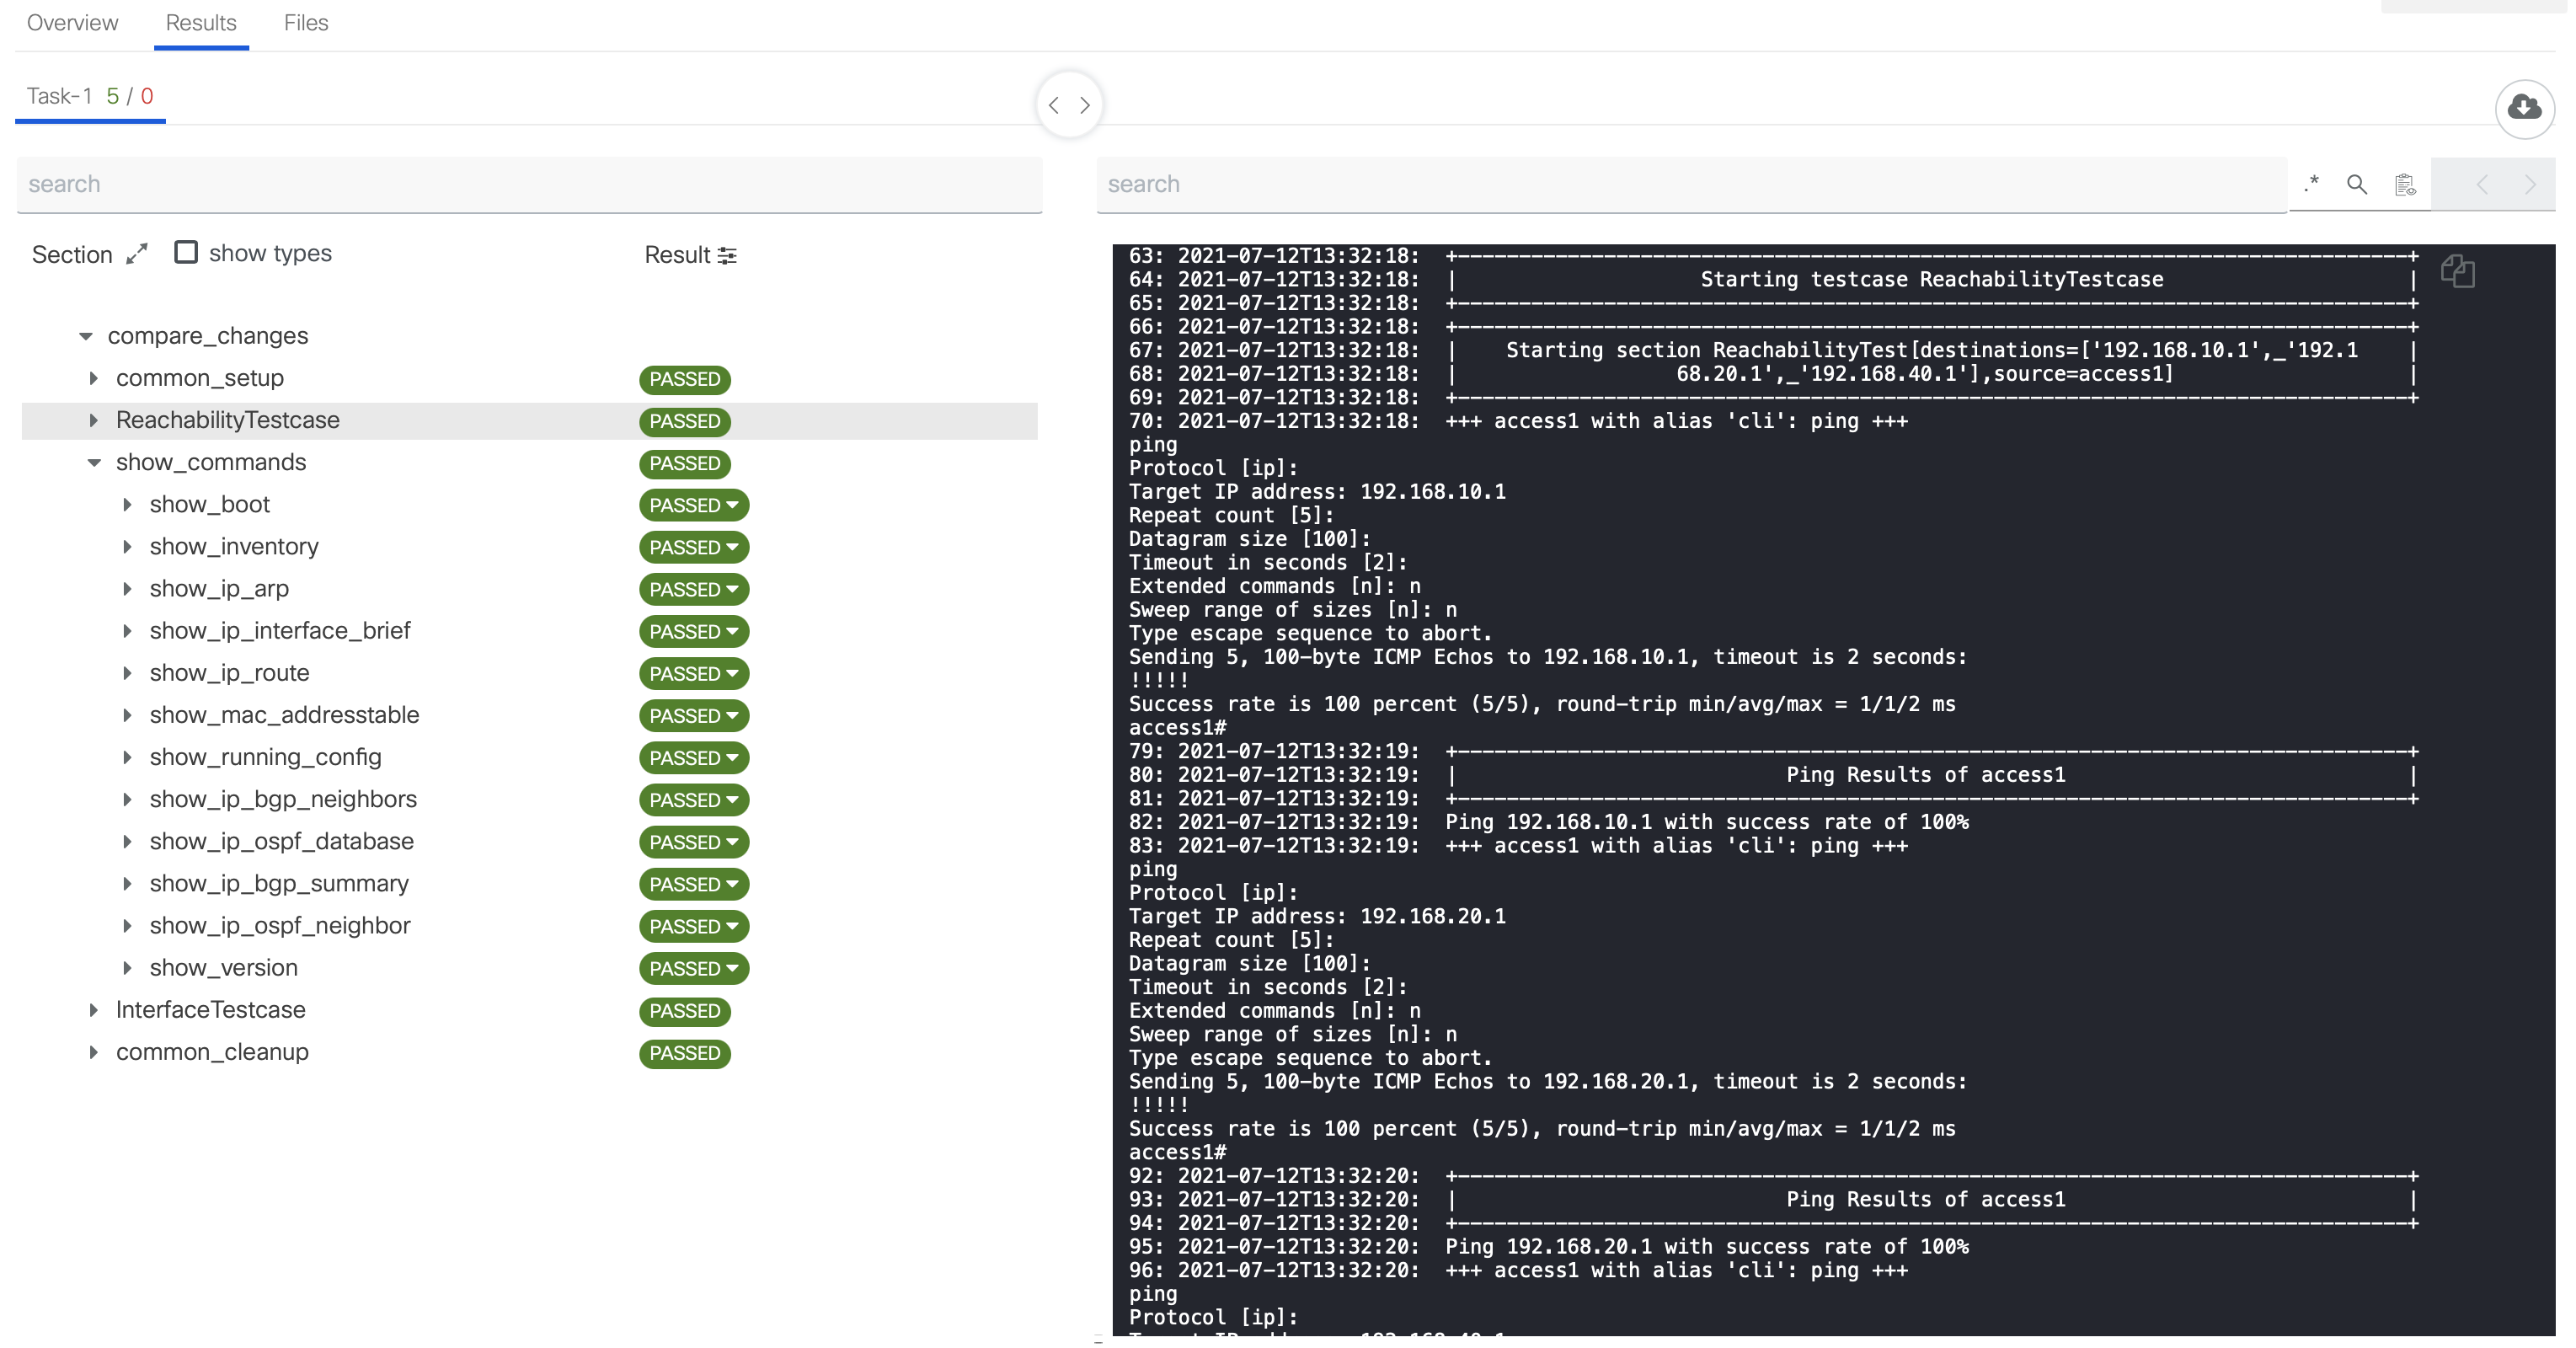 Overview Results Files
Task-1 5 / 0
search
Section show types Result
compare_changes
common_setup PASSED
ReachabilityTestcase PASSED
show_commands PASSED
show_boot PASSED
show_inventory PASSED
show_ip_arp PASSED
show_ip_interface_brief PASSED
show_ip_route PASSED
show_mac_addresstable PASSED
show_running_config PASSED
show_ip_bgp_neighbors PASSED
show_ip_ospf_database PASSED
show_ip_bgp_summary PASSED
show_ip_ospf_neighbor PASSED
show_version PASSED
InterfaceTestcase PASSED
common_cleanup PASSED
search .*
63: 2021-07-12T13:32:18: +------------------------------------------------------------------------------+
64: 2021-07-12T13:32:18: | Starting testcase ReachabilityTestcase |
65: 2021-07-12T13:32:18: +------------------------------------------------------------------------------+
66: 2021-07-12T13:32:18: +------------------------------------------------------------------------------+
67: 2021-07-12T13:32:18: | Starting section ReachabilityTest[destinations=['192.168.10.1',_'192.1 |
68: 2021-07-12T13:32:18: | 68.20.1',_'192.168.40.1'],source=access1] |
69: 2021-07-12T13:32:18: +------------------------------------------------------------------------------+
70: 2021-07-12T13:32:18: +++ access1 with alias 'cli': ping +++
ping
Protocol [ip]:
Target IP address: 192.168.10.1
Repeat count [5]:
Datagram size [100]:
Timeout in seconds [2]:
Extended commands [n]: n
Sweep range of sizes [n]: n
Type escape sequence to abort.
Sending 5, 100-byte ICMP Echos to 192.168.10.1, timeout is 2 seconds:
!!!!!
Success rate is 100 percent (5/5), round-trip min/avg/max = 1/1/2 ms
access1#
79: 2021-07-12T13:32:19: +------------------------------------------------------------------------------+
80: 2021-07-12T13:32:19: | Ping Results of access1 |
81: 2021-07-12T13:32:19: +------------------------------------------------------------------------------+
82: 2021-07-12T13:32:19: Ping 192.168.10.1 with success rate of 100%
83: 2021-07-12T13:32:19: +++ access1 with alias 'cli': ping +++
ping
Protocol [ip]:
Target IP address: 192.168.20.1
Repeat count [5]:
Datagram size [100]:
Timeout in seconds [2]:
Extended commands [n]: n
Sweep range of sizes [n]: n
Type escape sequence to abort.
Sending 5, 100-byte ICMP Echos to 192.168.20.1, timeout is 2 seconds:
!!!!!
Success rate is 100 percent (5/5), round-trip min/avg/max = 1/1/2 ms
access1#
92: 2021-07-12T13:32:20: +------------------------------------------------------------------------------+
93: 2021-07-12T13:32:20: | Ping Results of access1 |
94: 2021-07-12T13:32:20: +------------------------------------------------------------------------------+
95: 2021-07-12T13:32:20: Ping 192.168.20.1 with success rate of 100%
96: 2021-07-12T13:32:20: +++ access1 with alias 'cli': ping +++
ping
Protocol [ip]: